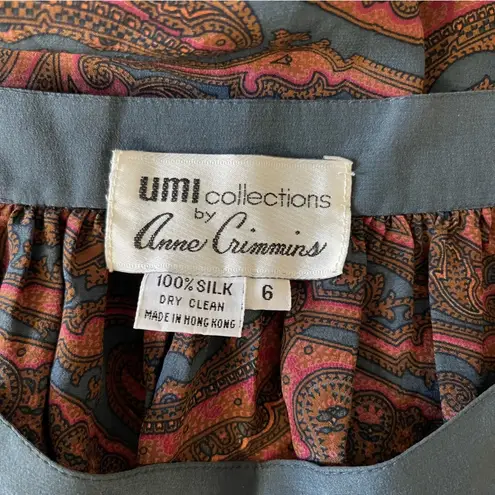 umi collections
by
Anne Crimmins
100% SILK
DRY CLEAN
MADE IN HONG KONG
6